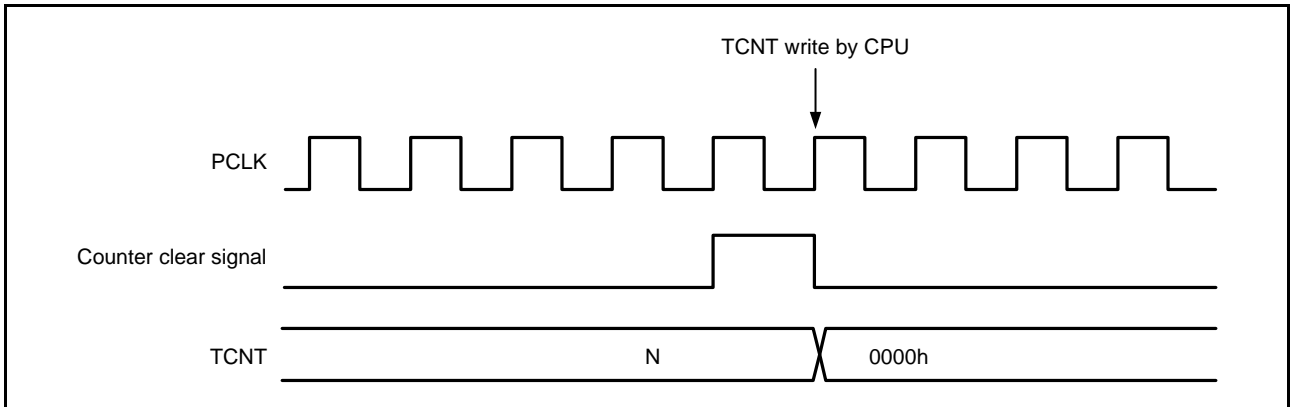 TCNT write by CPU
PCLK
Counter clear signal
TCNT
N
0000h